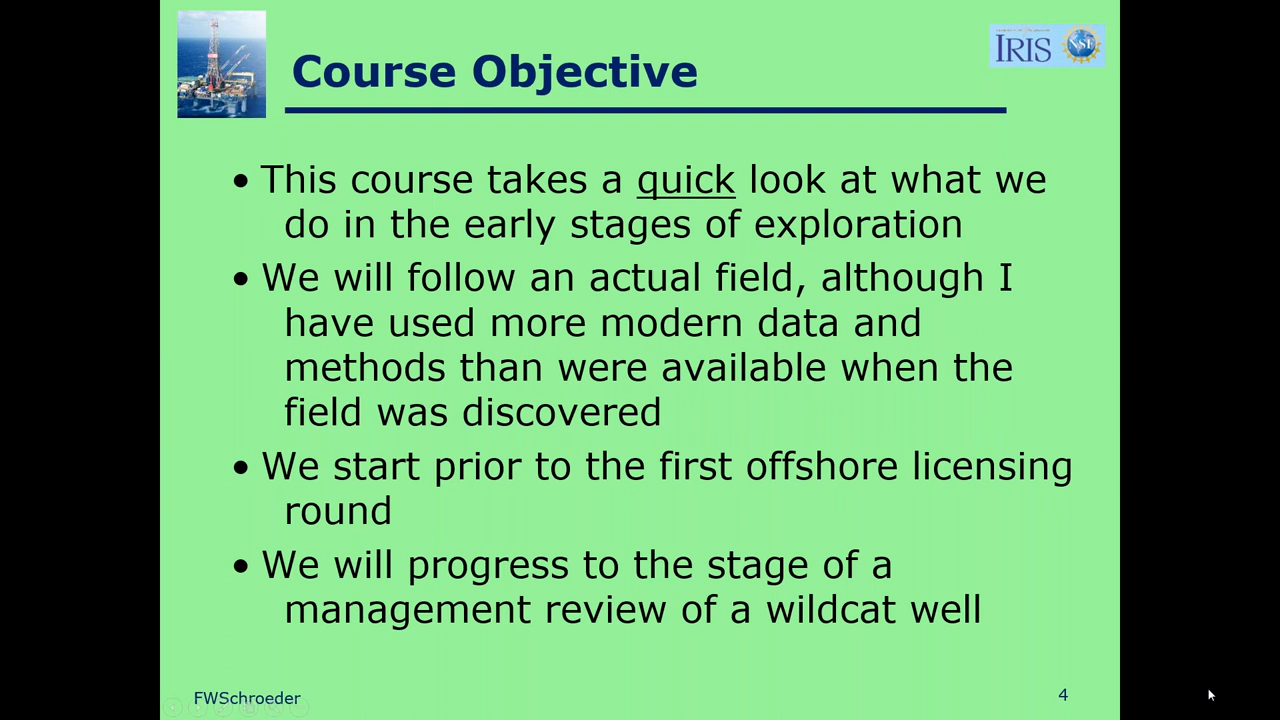 Course Objective
IRIS
NSF
• This course takes a quick look at what we
do in the early stages of exploration
• We will follow an actual field, although I
have used more modern data and
methods than were available when the
field was discovered
• We start prior to the first offshore licensing
round
• We will progress to the stage of a
management review of a wildcat well
FWSchroeder
4